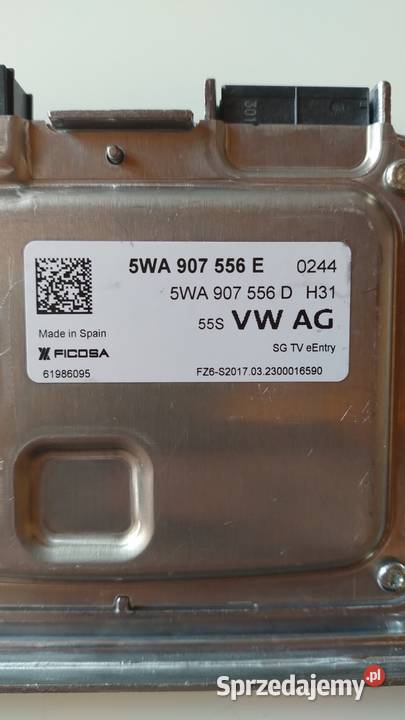 301
5WA 907 556 E 0244
5WA 907 556 D H31
55S VW AG
Made in Spain
SG TV eEntry
FICOSA
61986095 FZ6-S2017.03.2300016590
Sprzedajemy.pl